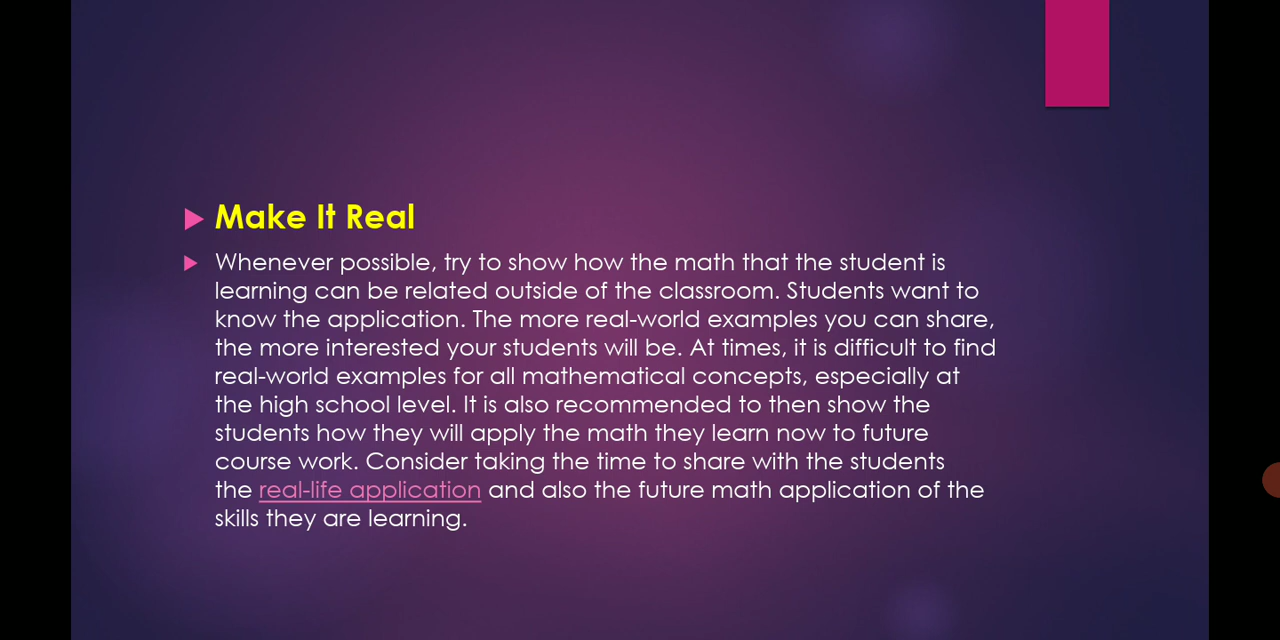 Make It Real
Whenever possible, try to show how the math that the student is
learning can be related outside of the classroom. Students want to
know the application. The more real-world examples you can share,
the more interested your students will be. At times, it is difficult to find
real-world examples for all mathematical concepts, especially at
the high school level. It is also recommended to then show the
students how they will apply the math they learn now to future
course work. Consider taking the time to share with the students
the real-life application and also the future math application of the
skills they are learning.